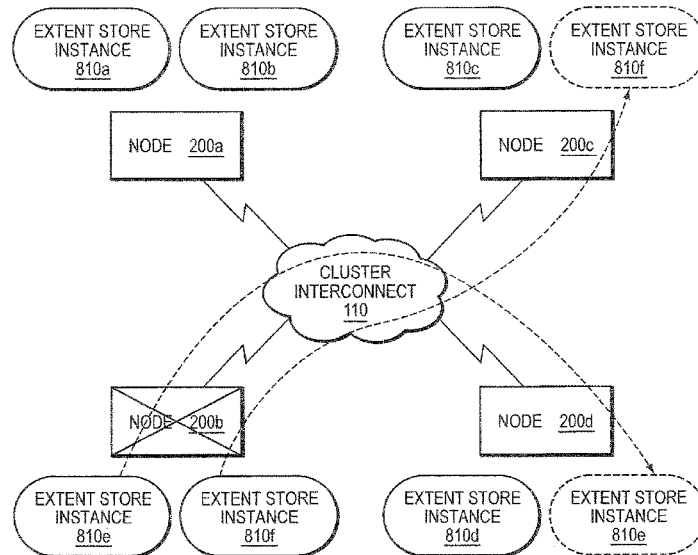 EXTENT STORE
INSTANCE
810a
EXTENT STORE
INSTANCE
810b
EXTENT STORE
INSTANCE
810c
EXTENT STORE
INSTANCE
810f
NODE 200a
NODE 200c
CLUSTER
INTERCONNECT
110
NODE 200b
NODE 200d
EXTENT STORE
INSTANCE
810e
EXTENT STORE
INSTANCE
810f
EXTENT STORE
INSTANCE
810d
EXTENT STORE
INSTANCE
810e